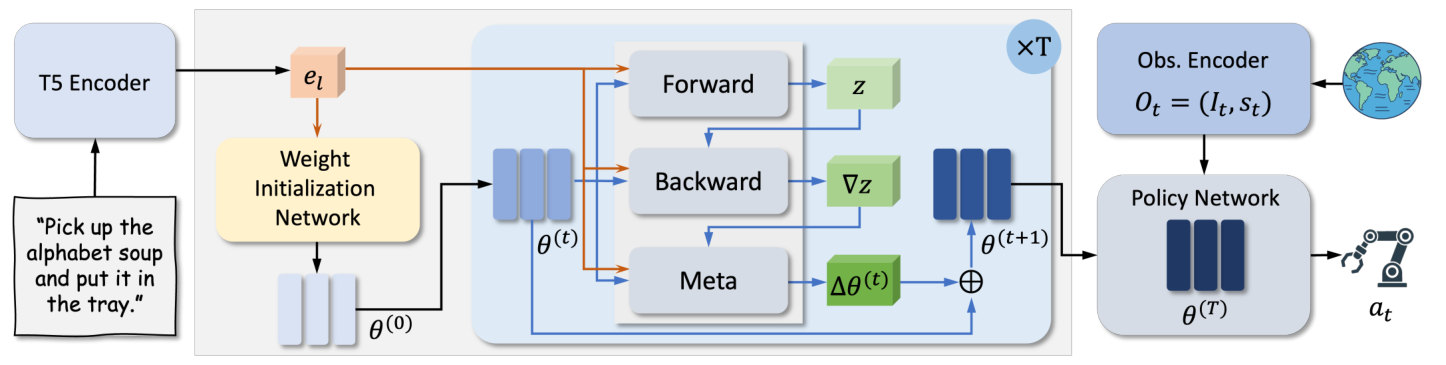 T5 Encoder
“Pick up the
alphabet soup
and put it in
the tray.”
e_l
Weight
Initialization
Network
θ^(0)
θ^(t)
×T
Forward
z
Backward
∇z
Meta
Δθ^(t)
⊕
θ^(t+1)
Obs. Encoder
O_t = (I_t, s_t)
Policy Network
θ^(T)
a_t